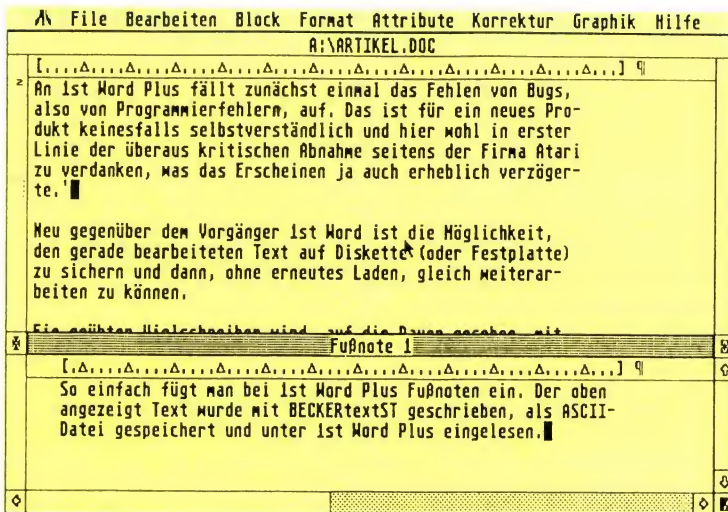 File Bearbeiten Block Format Attribute Korrektur Graphik Hilfe
A:\ARTIKEL.DOC
2
An 1st Word Plus fällt zunächst einmal das Fehlen von Bugs,
also von Programmierfehlern, auf. Das ist für ein neues Pro-
dukt keinesfalls selbstverständlich und hier wohl in erster
Linie der überaus kritischen Abnahme seitens der Firma Atari
zu verdanken, was das Erscheinen ja auch erheblich verzöger-
te.'
Neu gegenüber dem Vorgänger 1st Word ist die Möglichkeit,
den gerade bearbeiteten Text auf Diskette (oder Festplatte)
zu sichern und dann, ohne erneutes Laden, gleich weiterar-
beiten zu können.
Fußnote 1
So einfach fügt man bei 1st Word Plus Fußnoten ein. Der oben
angezeigt Text wurde mit BECKERtextST geschrieben, als ASCII-
Datei gespeichert und unter 1st Word Plus eingelesen.